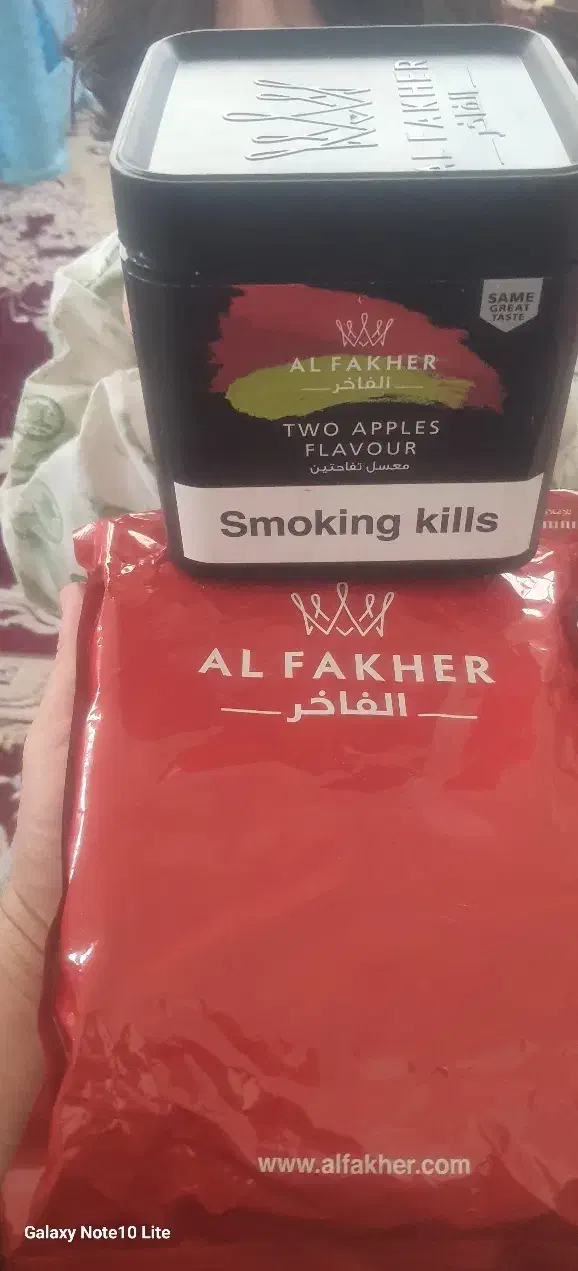 AL FAKHER
الفاخر
SAME
GREAT
TASTE
AL FAKHER
الفاخر
TWO APPLES
FLAVOUR
معسل تفاحتين
Smoking kills
AL FAKHER
الفاخر
www.alfakher.com
Galaxy Note10 Lite